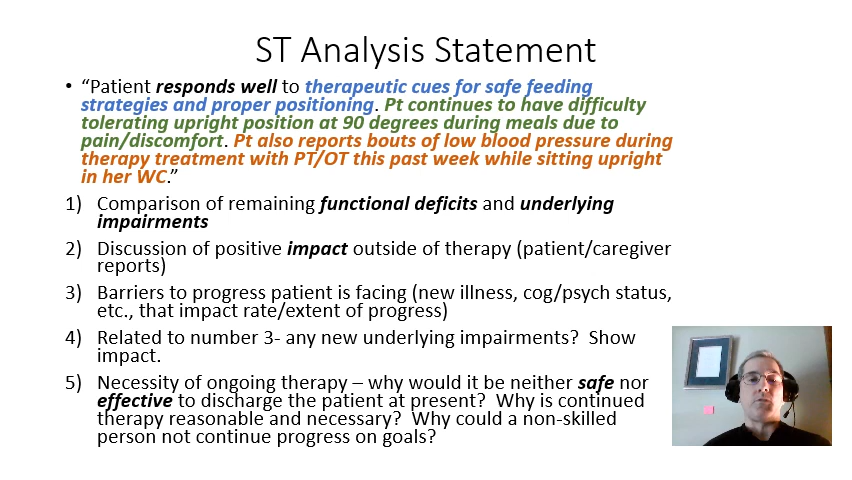 ST Analysis Statement
• “Patient responds well to therapeutic cues for safe feeding
strategies and proper positioning. Pt continues to have difficulty
tolerating upright position at 90 degrees during meals due to
pain/discomfort. Pt also reports bouts of low blood pressure during
therapy treatment with PT/OT this past week while sitting upright
in her WC.”
1) Comparison of remaining functional deficits and underlying
impairments
2) Discussion of positive impact outside of therapy (patient/caregiver
reports)
3) Barriers to progress patient is facing (new illness, cog/psych status,
etc., that impact rate/extent of progress)
4) Related to number 3- any new underlying impairments? Show
impact.
5) Necessity of ongoing therapy – why would it be neither safe nor
effective to discharge the patient at present? Why is continued
therapy reasonable and necessary? Why could a non-skilled
person not continue progress on goals?